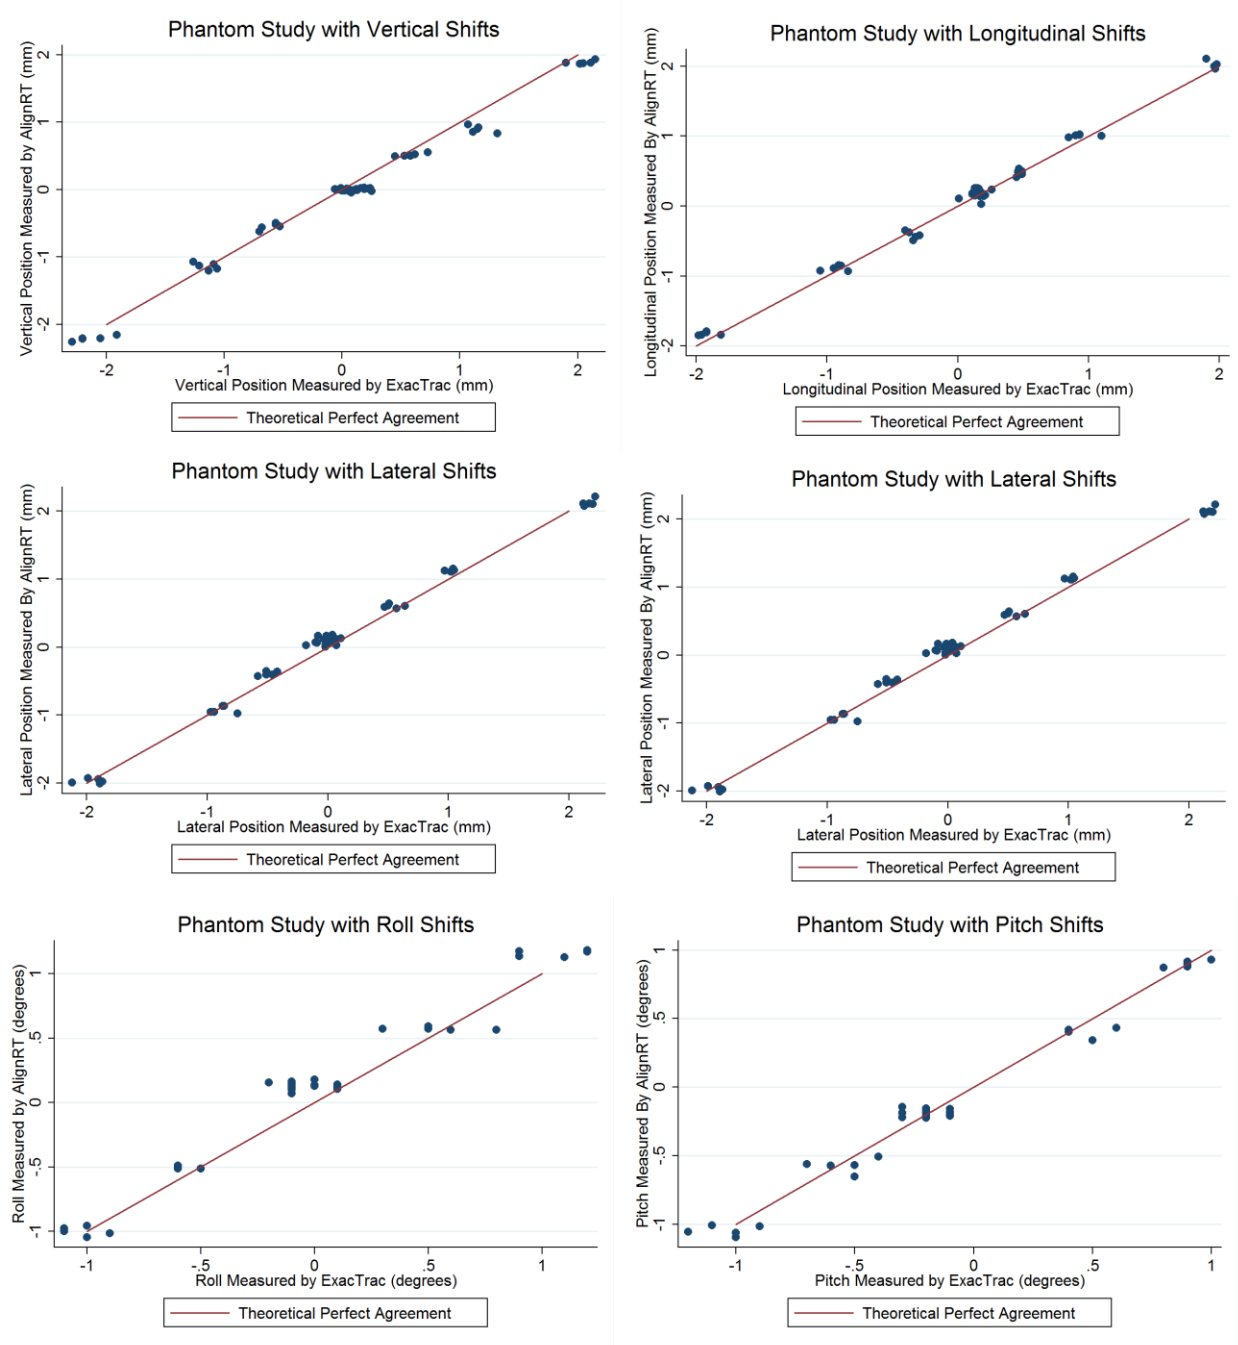 Phantom Study with Vertical Shifts
Vertical Position Measured by AlignRT (mm)
2
1
0
-1
-2
-2 -1 0 1 2
Vertical Position Measured by ExacTrac (mm)
Theoretical Perfect Agreement
Phantom Study with Longitudinal Shifts
Longitudinal Position Measured By AlignRT (mm)
2
1
0
-1
-2
-2 -1 0 1 2
Longitudinal Position Measured by ExacTrac (mm)
Theoretical Perfect Agreement
Phantom Study with Lateral Shifts
Lateral Position Measured By AlignRT (mm)
2
1
0
-1
-2
-2 -1 0 1 2
Lateral Position Measured by ExacTrac (mm)
Theoretical Perfect Agreement
Phantom Study with Lateral Shifts
Lateral Position Measured By AlignRT (mm)
2
1
0
-1
-2
-2 -1 0 1 2
Lateral Position Measured by ExacTrac (mm)
Theoretical Perfect Agreement
Phantom Study with Roll Shifts
Roll Measured by AlignRT (degrees)
1
.5
0
-.5
-1
-1 -.5 0 .5 1
Roll Measured by ExacTrac (degrees)
Theoretical Perfect Agreement
Phantom Study with Pitch Shifts
Pitch Measured By AlignRT (degrees)
1
.5
0
-.5
-1
-1 -.5 0 .5 1
Pitch Measured by ExacTrac (degrees)
Theoretical Perfect Agreement